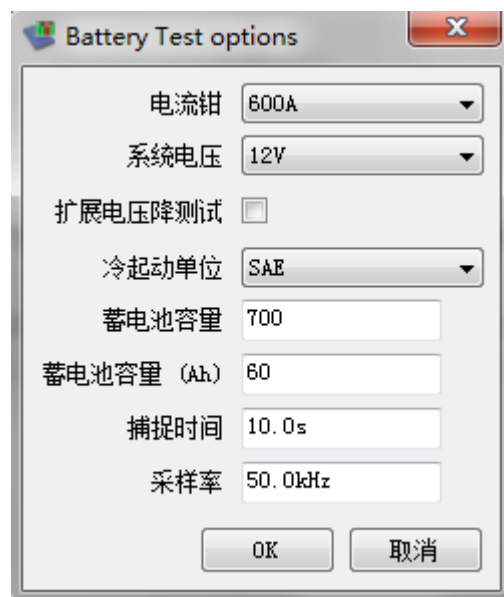 Battery Test options
电流钳 600A
系统电压 12V
扩展电压降测试
冷起动单位 SAE
蓄电池容量 700
蓄电池容量 (Ah) 60
捕捉时间 10.0s
采样率 50.0kHz
OK 取消